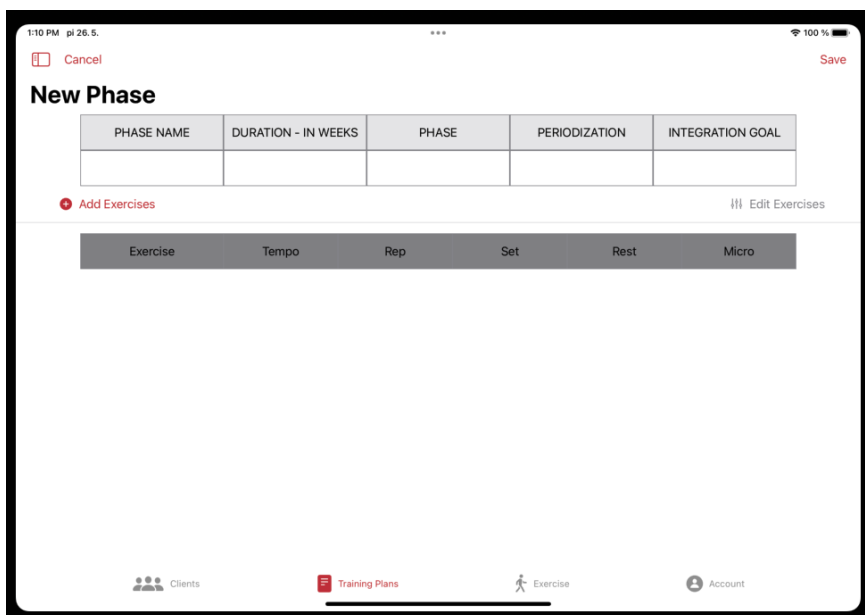 1:10 PM pi 26.5. 100 %
Cancel Save
New Phase
PHASE NAME DURATION - IN WEEKS PHASE PERIODIZATION INTEGRATION GOAL
Add Exercises Edit Exercises
Exercise Tempo Rep Set Rest Micro
Clients Training Plans Exercise Account